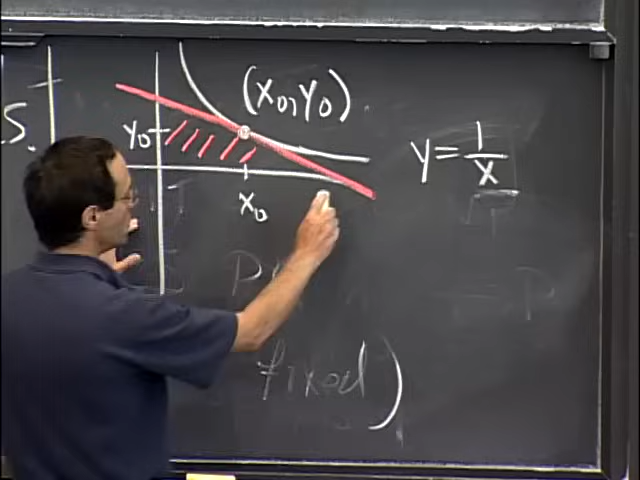 S.
(x₀, y₀)
y₀
y = 1/x
x₀
fixed)